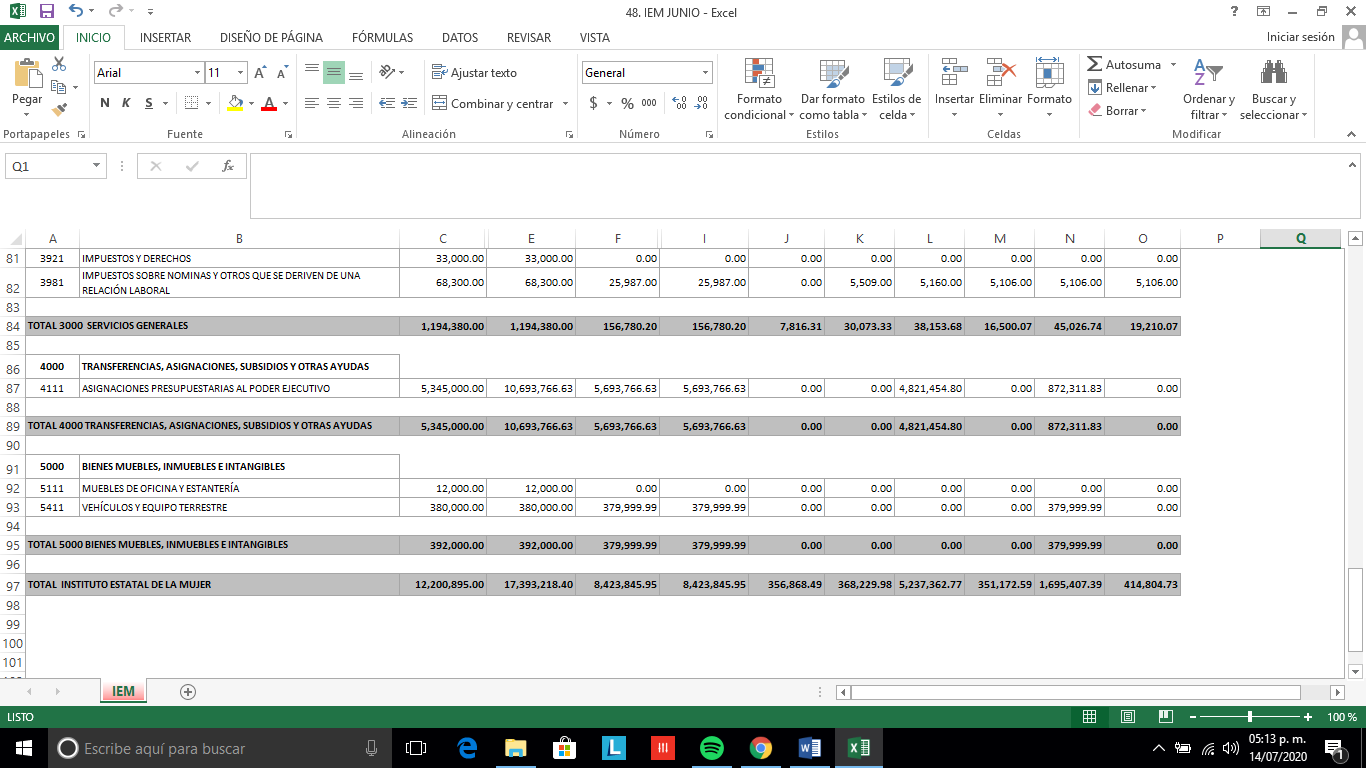 48. IEM JUNIO - Excel
ARCHIVO INICIO INSERTAR DISEÑO DE PÁGINA FÓRMULAS DATOS REVISAR VISTA Iniciar sesión
Pegar Arial 11 Ajustar texto General Formato condicional Dar formato como tabla Estilos de celda Insertar Eliminar Formato Autosuma Rellenar Borrar Ordenar y filtrar Buscar y seleccionar
N K S A Combinar y centrar $ % 000
Portapapeles Fuente Alineación Número Estilos Celdas Modificar
Q1 fx
A B C E F I J K L M N O P Q
81 3921 IMPUESTOS Y DERECHOS 33,000.00 33,000.00 0.00 0.00 0.00 0.00 0.00 0.00 0.00 0.00
82 3981 IMPUESTOS SOBRE NOMINAS Y OTROS QUE SE DERIVEN DE UNA RELACIÓN LABORAL 68,300.00 68,300.00 25,987.00 25,987.00 0.00 5,509.00 5,160.00 5,106.00 5,106.00 5,106.00
83
84 TOTAL 3000 SERVICIOS GENERALES 1,194,380.00 1,194,380.00 156,780.20 156,780.20 7,816.31 30,073.33 38,153.68 16,500.07 45,026.74 19,210.07
85
86 4000 TRANSFERENCIAS, ASIGNACIONES, SUBSIDIOS Y OTRAS AYUDAS
87 4111 ASIGNACIONES PRESUPUESTARIAS AL PODER EJECUTIVO 5,345,000.00 10,693,766.63 5,693,766.63 5,693,766.63 0.00 0.00 4,821,454.80 0.00 872,311.83 0.00
88
89 TOTAL 4000 TRANSFERENCIAS, ASIGNACIONES, SUBSIDIOS Y OTRAS AYUDAS 5,345,000.00 10,693,766.63 5,693,766.63 5,693,766.63 0.00 0.00 4,821,454.80 0.00 872,311.83 0.00
90
91 5000 BIENES MUEBLES, INMUEBLES E INTANGIBLES
92 5111 MUEBLES DE OFICINA Y ESTANTERÍA 12,000.00 12,000.00 0.00 0.00 0.00 0.00 0.00 0.00 0.00 0.00
93 5411 VEHÍCULOS Y EQUIPO TERRESTRE 380,000.00 380,000.00 379,999.99 379,999.99 0.00 0.00 0.00 0.00 379,999.99 0.00
94
95 TOTAL 5000 BIENES MUEBLES, INMUEBLES E INTANGIBLES 392,000.00 392,000.00 379,999.99 379,999.99 0.00 0.00 0.00 0.00 379,999.99 0.00
96
97 TOTAL INSTITUTO ESTATAL DE LA MUJER 12,200,895.00 17,393,218.40 8,423,845.95 8,423,845.95 356,868.49 368,229.98 5,237,362.77 351,172.59 1,695,407.39 414,804.73
98
99
100
101
IEM
LISTO 100 %
Escribe aquí para buscar 05:13 p. m.
14/07/2020